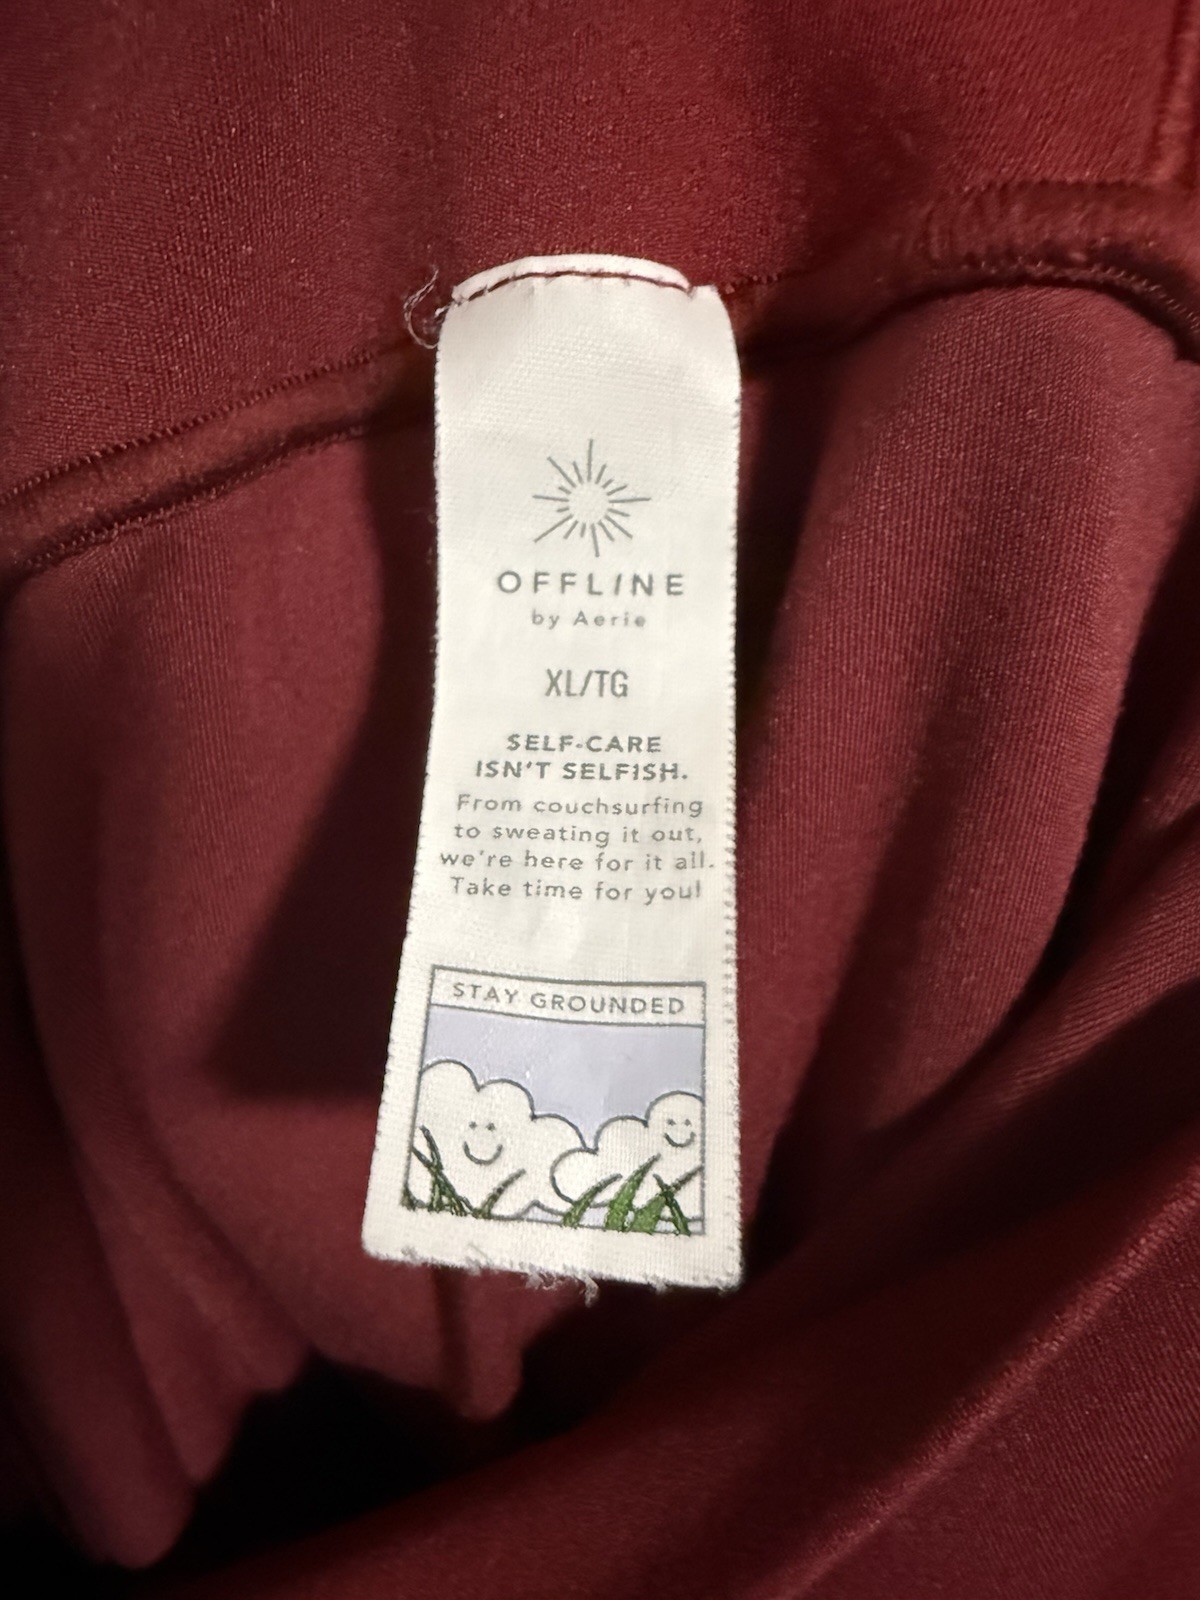 OFFLINE
by Aerie
XL/TG
SELF-CARE
ISN'T SELFISH.
From couchsurfing
to sweating it out,
we're here for it all.
Take time for you!
STAY GROUNDED